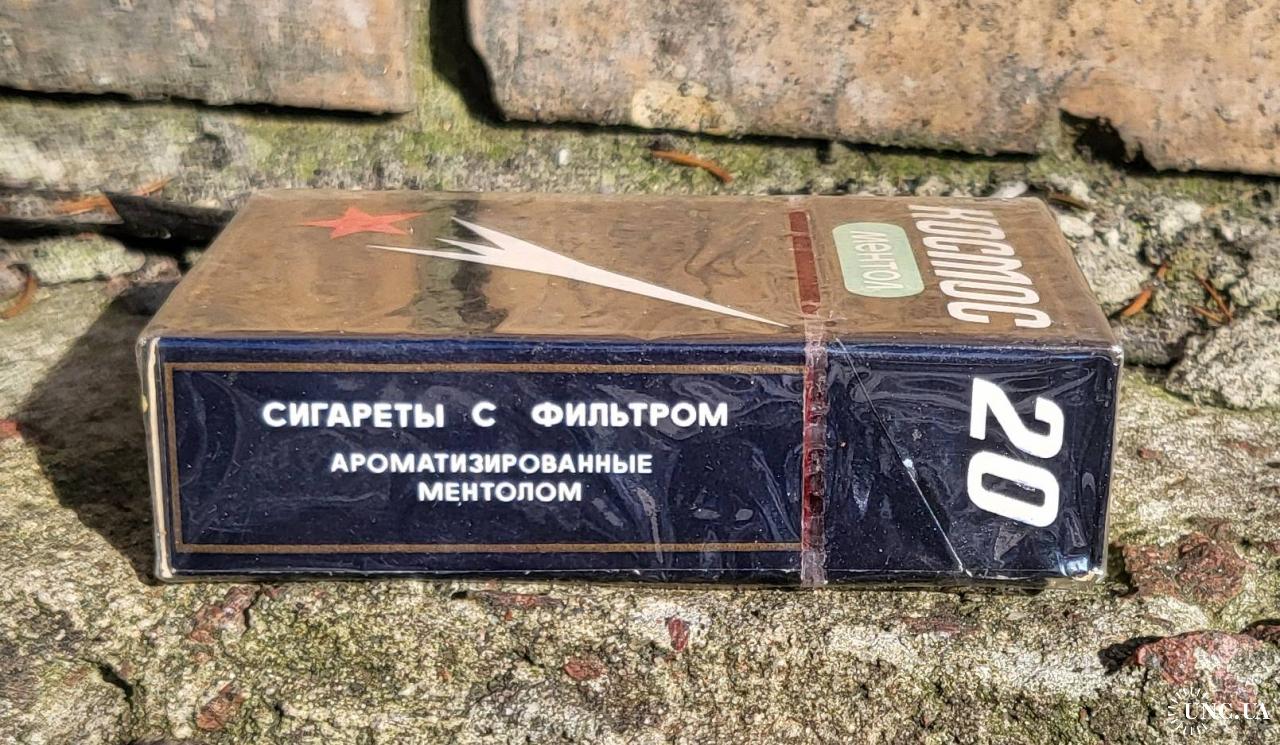 КОСМОС
МЕНТОЛ
СИГАРЕТЫ С ФИЛЬТРОМ
АРОМАТИЗИРОВАННЫЕ
МЕНТОЛОМ
20
UNC.UA